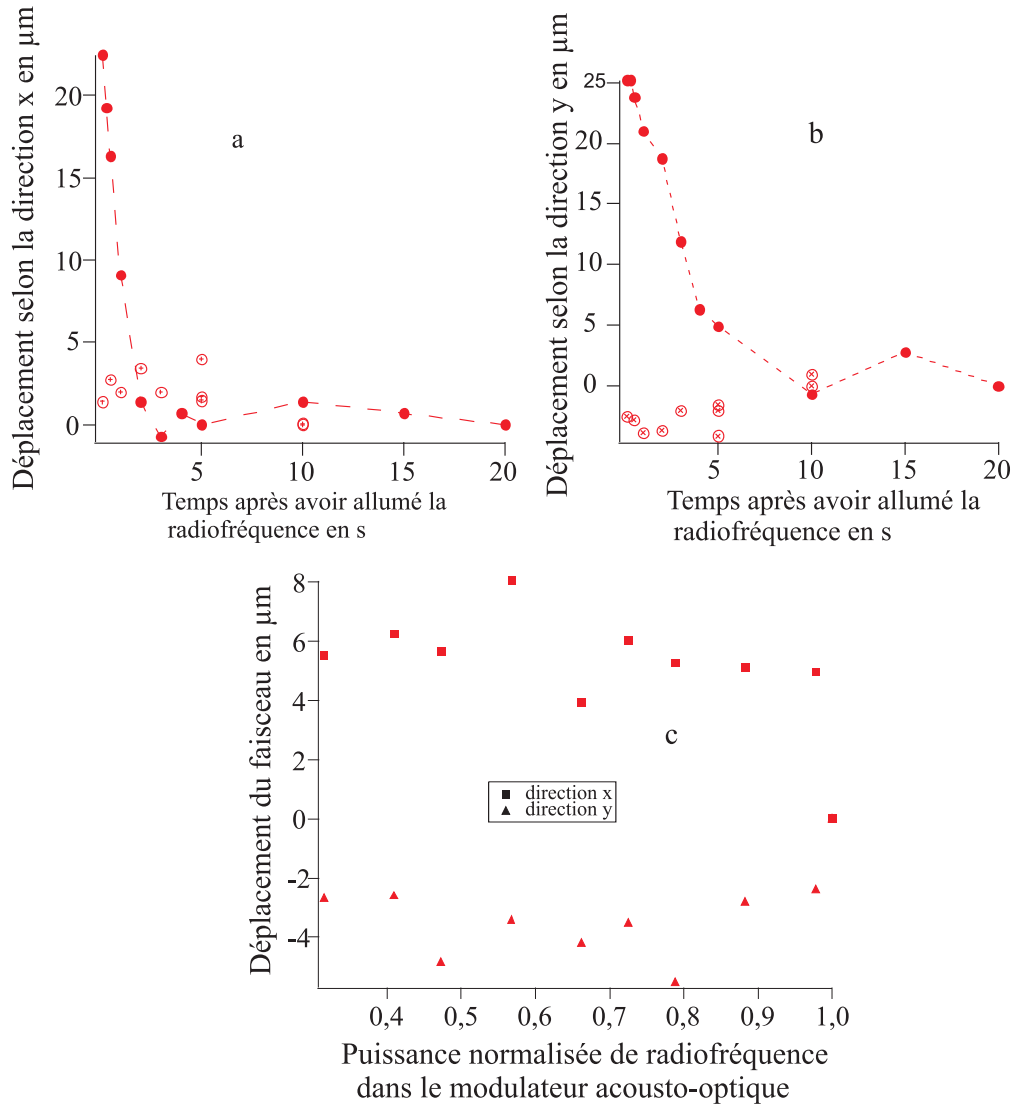 Déplacement selon la direction x en µm
20
15
10
5
0
a
5
10
15
20
Temps après avoir allumé la
radiofréquence en s
Déplacement selon la direction y en µm
25
20
15
10
5
0
b
5
10
15
20
Temps après avoir allumé la
radiofréquence en s
Déplacement du faisceau en µm
8
6
4
2
0
-2
-4
c
direction x
direction y
0,4
0,5
0,6
0,7
0,8
0,9
1,0
Puissance normalisée de radiofréquence
dans le modulateur acousto-optique